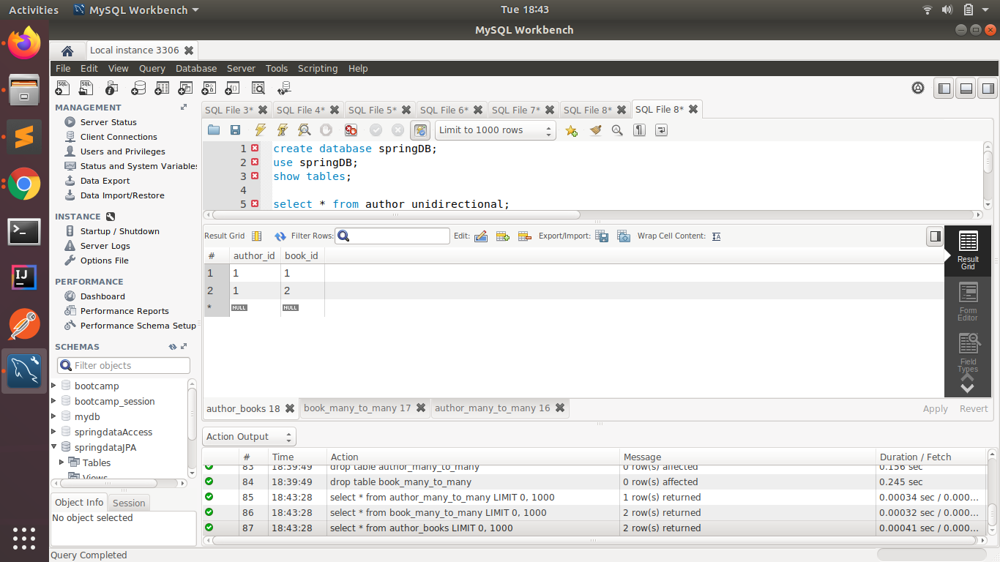 Activities MySQL Workbench Tue 18:43
MySQL Workbench
Local instance 3306
File Edit View Query Database Server Tools Scripting Help
MANAGEMENT
Server Status
Client Connections
Users and Privileges
Status and System Variables
Data Export
Data Import/Restore
INSTANCE
Startup / Shutdown
Server Logs
Options File
PERFORMANCE
Dashboard
Performance Reports
Performance Schema Setup
SCHEMAS
Filter objects
bootcamp
bootcamp_session
mydb
springdataAccess
springdataJPA
Tables
Views
Object Info Session
No object selected
SQL File 3* SQL File 4* SQL File 5* SQL File 6* SQL File 7* SQL File 8* SQL File 8*
Limit to 1000 rows
1 create database springDB;
2 use springDB;
3 show tables;
4
5 select * from author unidirectional;
Result Grid Filter Rows: Edit: Export/Import: Wrap Cell Content:
# author_id book_id
1 1 1
2 1 2
* NULL NULL
Result Grid
Form Editor
Field Types
author_books 18 book_many_to_many 17 author_many_to_many 16 Apply Revert
Action Output
# Time Action Message Duration / Fetch
83 18:39:49 drop table author_many_to_many 0 row(s) affected 0.156 sec
84 18:39:49 drop table book_many_to_many 0 row(s) affected 0.245 sec
85 18:43:28 select * from author_many_to_many LIMIT 0, 1000 1 row(s) returned 0.00034 sec / 0.000...
86 18:43:28 select * from book_many_to_many LIMIT 0, 1000 2 row(s) returned 0.00032 sec / 0.000...
87 18:43:28 select * from author_books LIMIT 0, 1000 2 row(s) returned 0.00041 sec / 0.000...
Query Completed